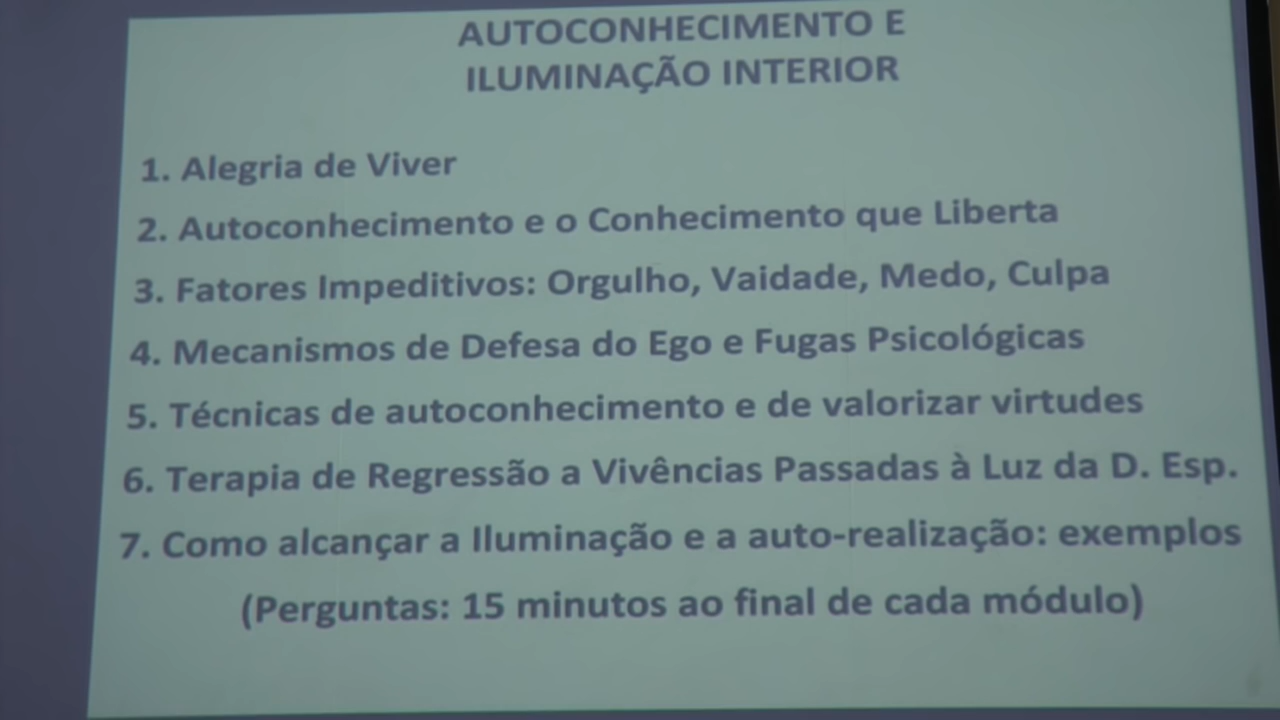 AUTOCONHECIMENTO E
ILUMINAÇÃO INTERIOR
1. Alegria de Viver
2. Autoconhecimento e o Conhecimento que Liberta
3. Fatores Impeditivos: Orgulho, Vaidade, Medo, Culpa
4. Mecanismos de Defesa do Ego e Fugas Psicológicas
5. Técnicas de autoconhecimento e de valorizar virtudes
6. Terapia de Regressão a Vivências Passadas à Luz da D. Esp.
7. Como alcançar a Iluminação e a auto-realização: exemplos
(Perguntas: 15 minutos ao final de cada módulo)